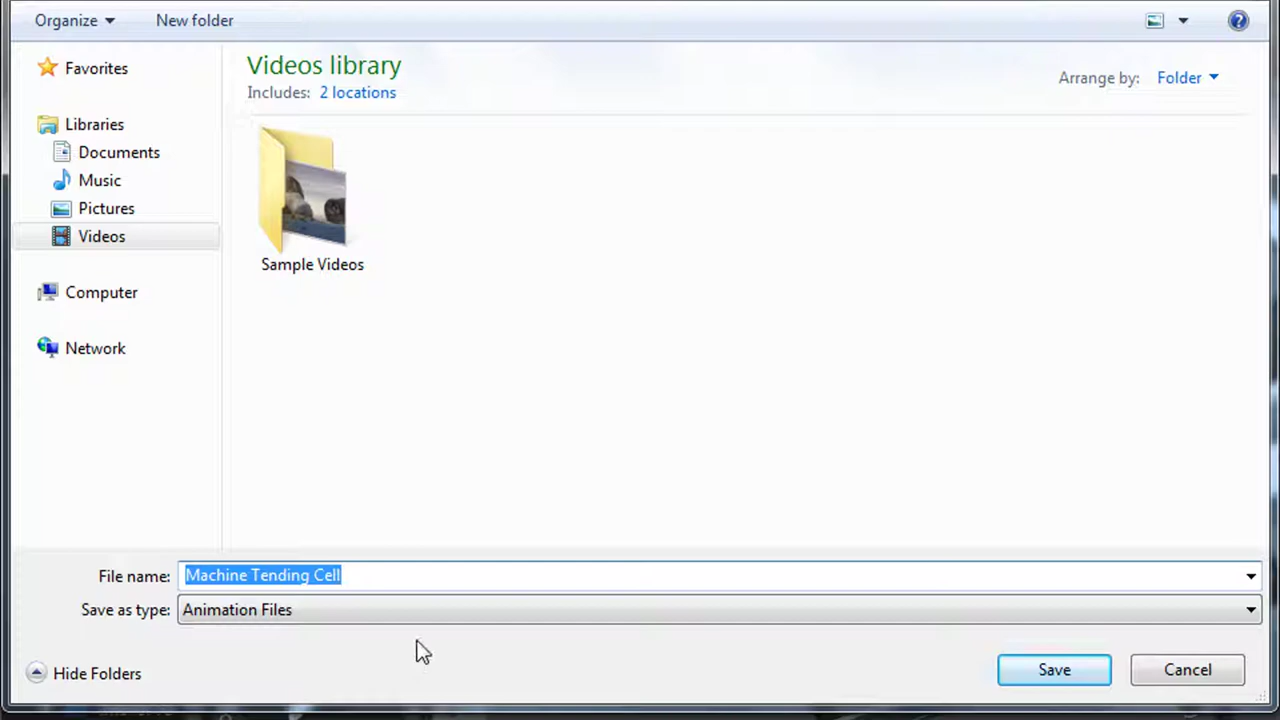 Organize
New folder
Favorites
Libraries
Documents
Music
Pictures
Videos
Computer
Network
Videos library
Includes: 2 locations
Arrange by: Folder
Sample Videos
File name: Machine Tending Cell
Save as type: Animation Files
Hide Folders
Save
Cancel